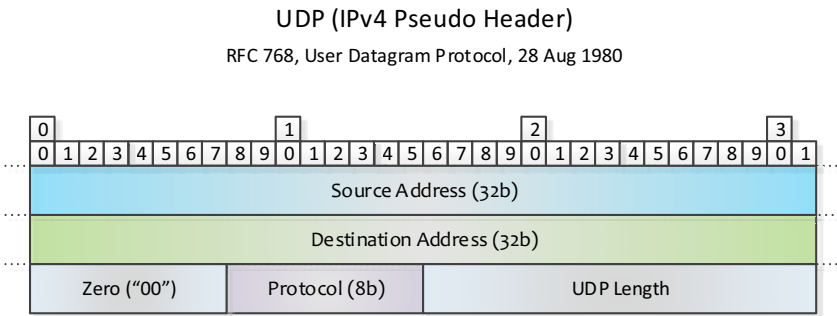 UDP (IPv4 Pseudo Header)
RFC 768, User Datagram Protocol, 28 Aug 1980
0 1 2 3
0 1 2 3 4 5 6 7 8 9 0 1 2 3 4 5 6 7 8 9 0 1 2 3 4 5 6 7 8 9 0 1
Source Address (32b)
Destination Address (32b)
Zero (“00”) Protocol (8b) UDP Length